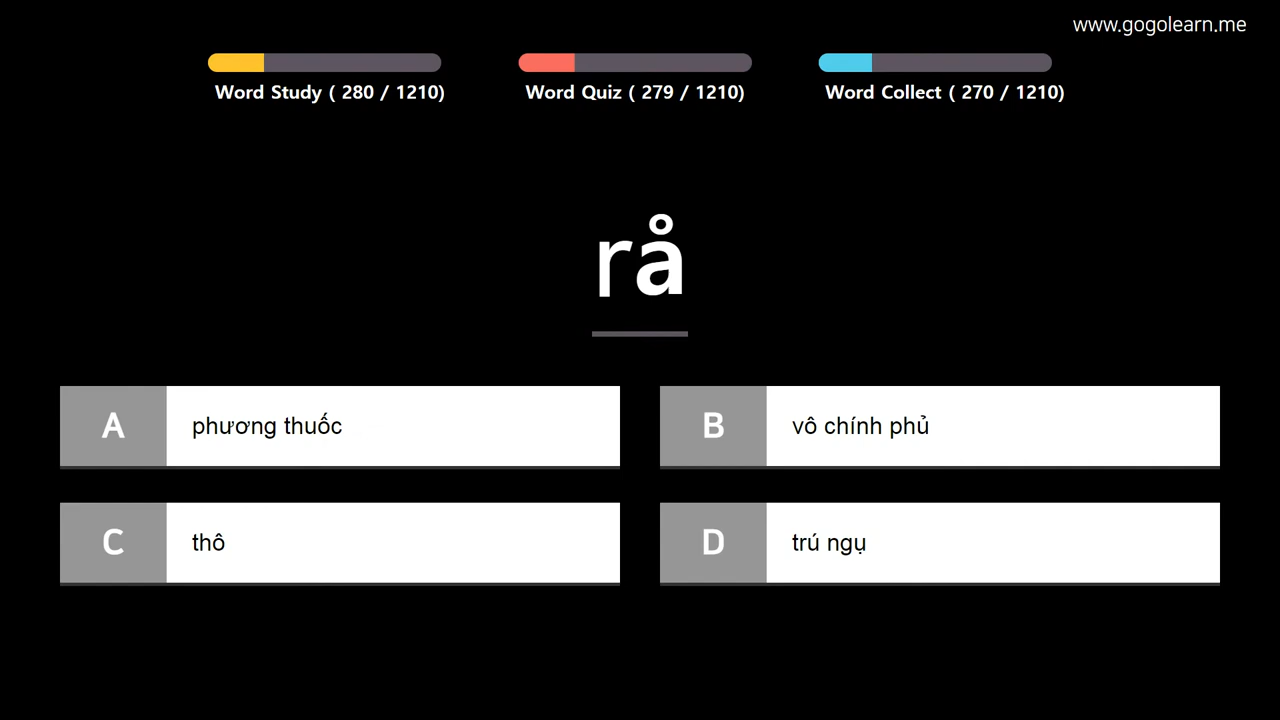 www.gogolearn.me
Word Study ( 280 / 1210)
Word Quiz ( 279 / 1210)
Word Collect ( 270 / 1210)
rå
A
phương thuốc
B
vô chính phủ
C
thô
D
trú ngụ